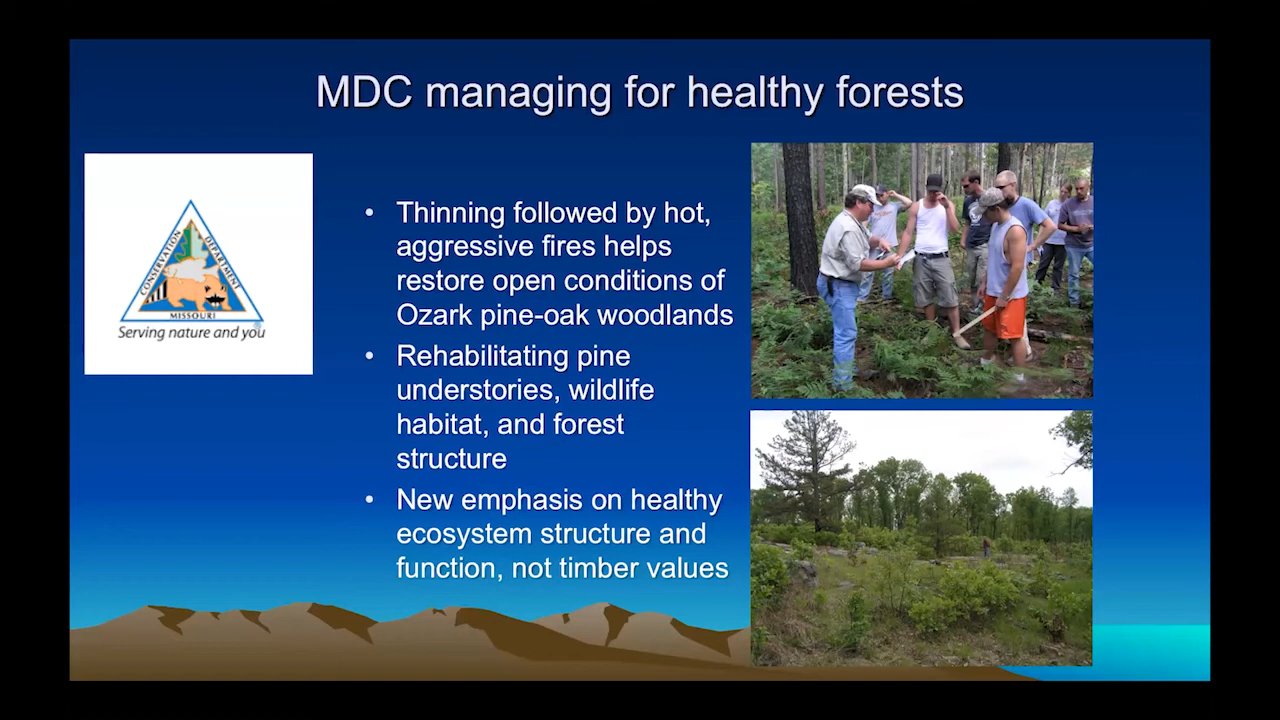 MDC managing for healthy forests
CONSERVATION DEPARTMENT
MISSOURI
Serving nature and you
• Thinning followed by hot,
aggressive fires helps
restore open conditions of
Ozark pine-oak woodlands
• Rehabilitating pine
understories, wildlife
habitat, and forest
structure
• New emphasis on healthy
ecosystem structure and
function, not timber values